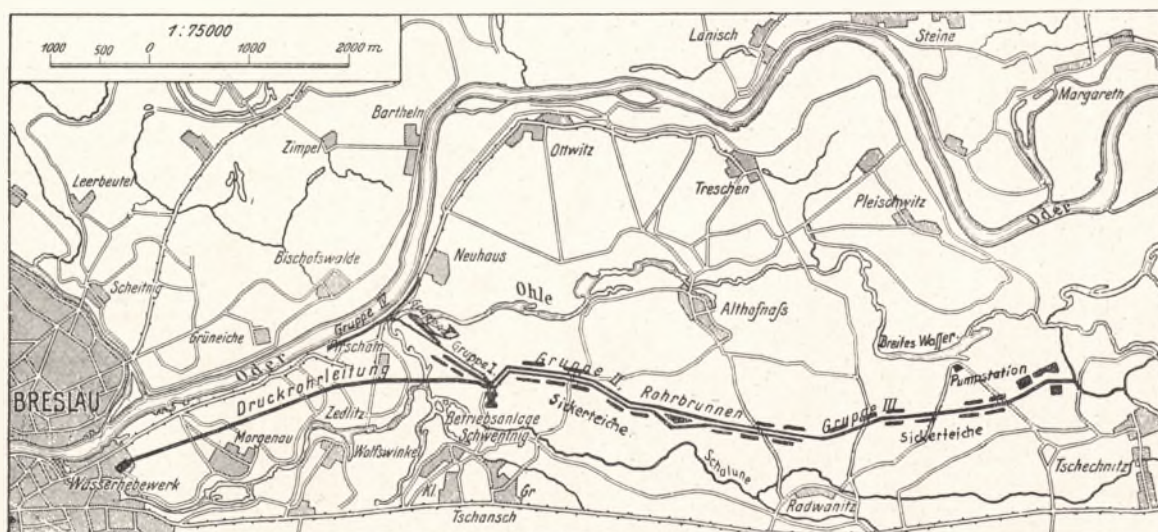 1:75000
1000 500 0 1000 2000 m
Lanisch
Steine
Margareth
Bartheln
Zimpel
Ottwitz
Leerbeutel
Treschen
Pleischwitz
Oder
Bischofswalde
Neuhaus
Scheitnig
Ohle
Althofnaß
Grüneiche
Gruppe IV
Breites Wasser
Oder
Pirscham
Gruppe I
Gruppe II.
Pumpstation
Druckrohrleitung
Rohrbrunnen
BRESLAU
Zedlitz
Betriebsanlage
Sickerteiche
Gruppe III
Sickerteiche
Morgenau
Schwentnig
Wolfswinkel
Schalune
Tschechnitz
Wasserhebewerk
Kl
Gr
Radwanitz
Tschansch